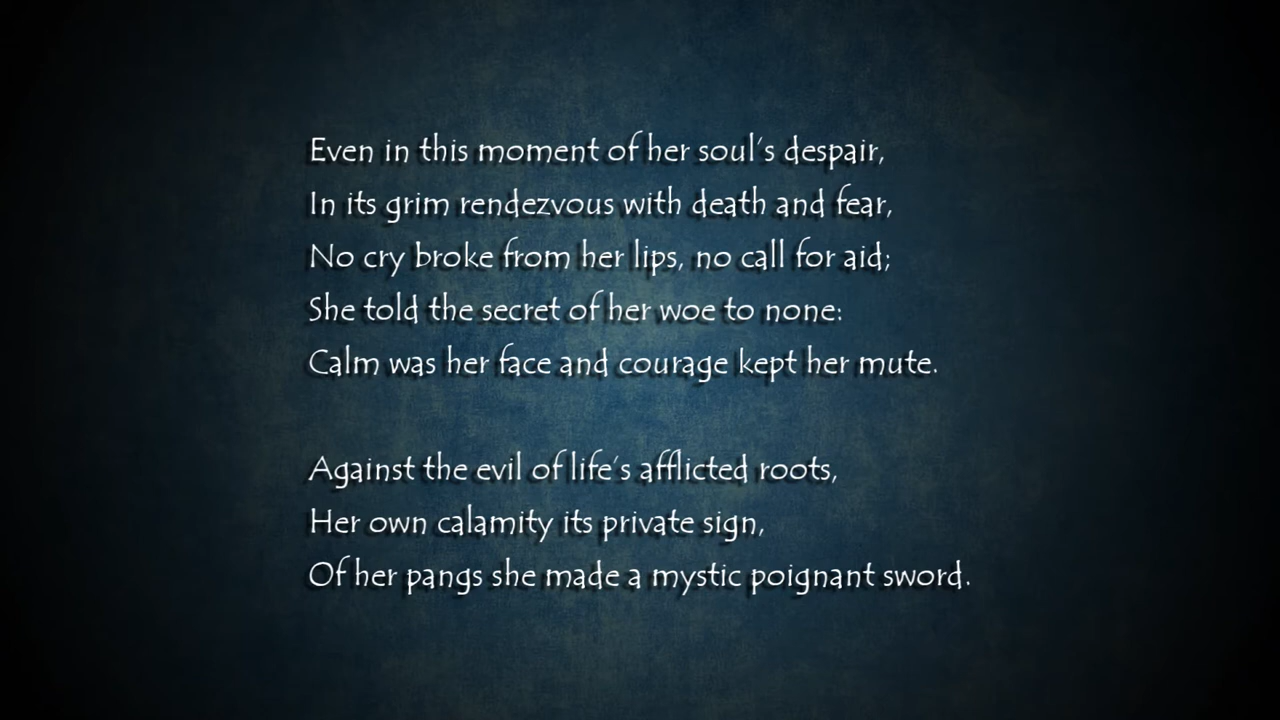 Even in this moment of her soul's despair,
In its grim rendezvous with death and fear,
No cry broke from her lips, no call for aid;
She told the secret of her woe to none:
Calm was her face and courage kept her mute.
Against the evil of life's afflicted roots,
Her own calamity its private sign,
Of her pangs she made a mystic poignant sword.